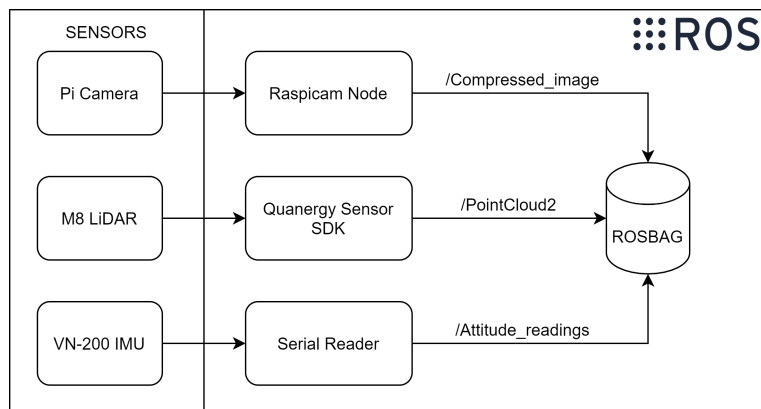 SENSORS
ROS
Pi Camera
Raspicam Node
/Compressed_image
M8 LiDAR
Quanergy Sensor
SDK
/PointCloud2
ROSBAG
VN-200 IMU
Serial Reader
/Attitude_readings